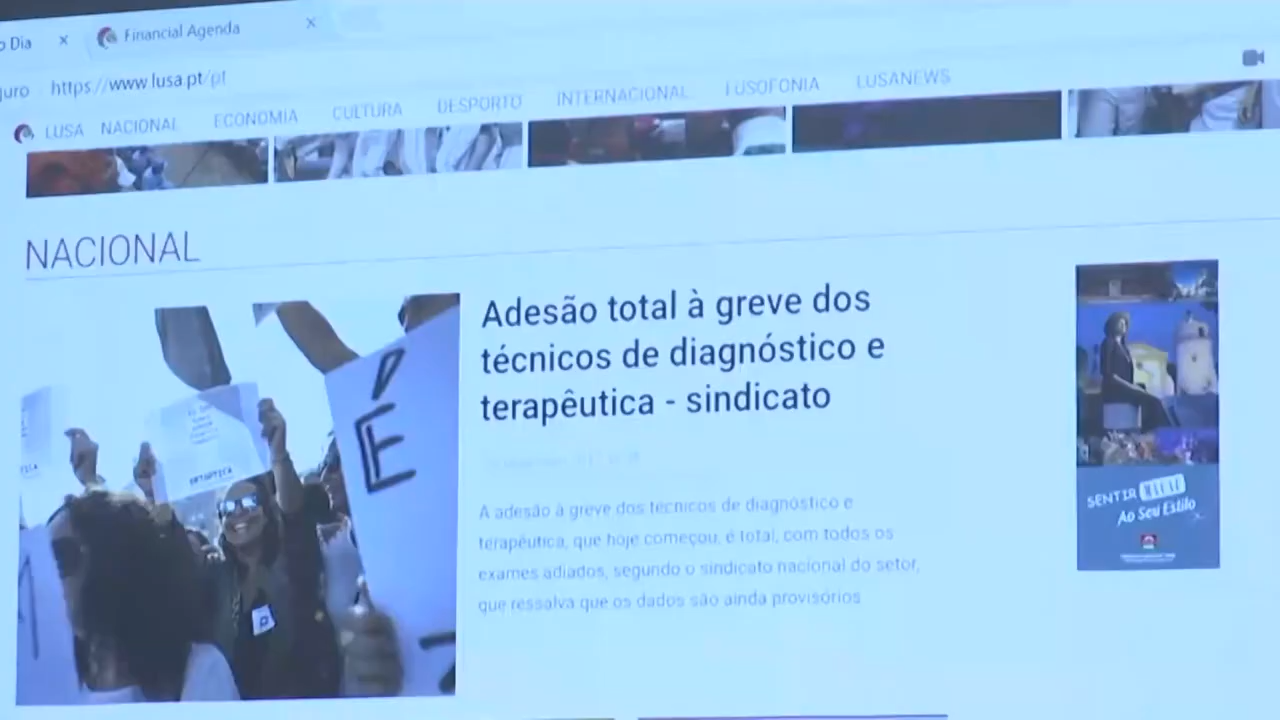 Dia
Financial Agenda
https://www.lusa.pt/pt
LUSA NACIONAL ECONOMIA CULTURA DESPORTO INTERNACIONAL LUSOFONIA LUSANEWS
NACIONAL
Adesão total à greve dos
técnicos de diagnóstico e
terapêutica - sindicato
A adesão à greve dos técnicos de diagnóstico e
terapêutica, que hoje começou, é total, com todos os
exames adiados, segundo o sindicato nacional do setor,
que ressalva que os dados são ainda provisórios
É
SENTIR
Ao Seu Estilo